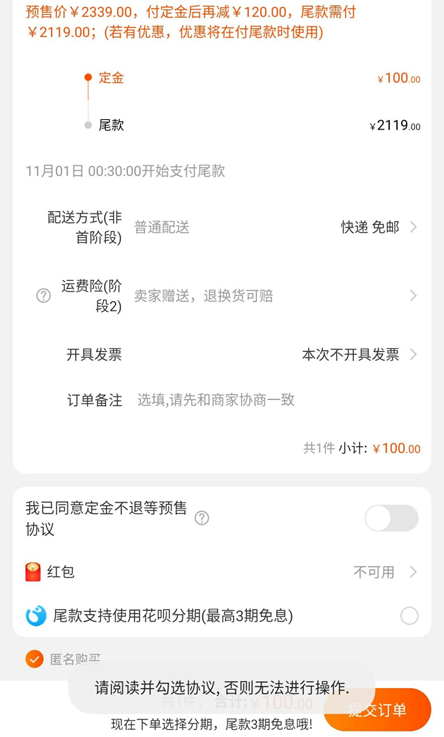 预售价￥2339.00，付定金后再减￥120.00，尾款需付
￥2119.00；(若有优惠，优惠将在付尾款时使用)
定金 ￥100.00
尾款 ￥2119.00
11月01日 00:30:00开始支付尾款
配送方式(非 普通配送 快递 免邮
首阶段)
运费险(阶 卖家赠送，退换货可赔
段2)
开具发票 本次不开具发票
订单备注 选填,请先和商家协商一致
共1件 小计: ￥100.00
我已同意定金不退等预售
协议
红包 不可用
尾款支持使用花呗分期(最高3期免息)
匿名购买
请阅读并勾选协议, 否则无法进行操作.
共1件, 合计: ￥100.00
提交订单
现在下单选择分期，尾款3期免息哦!